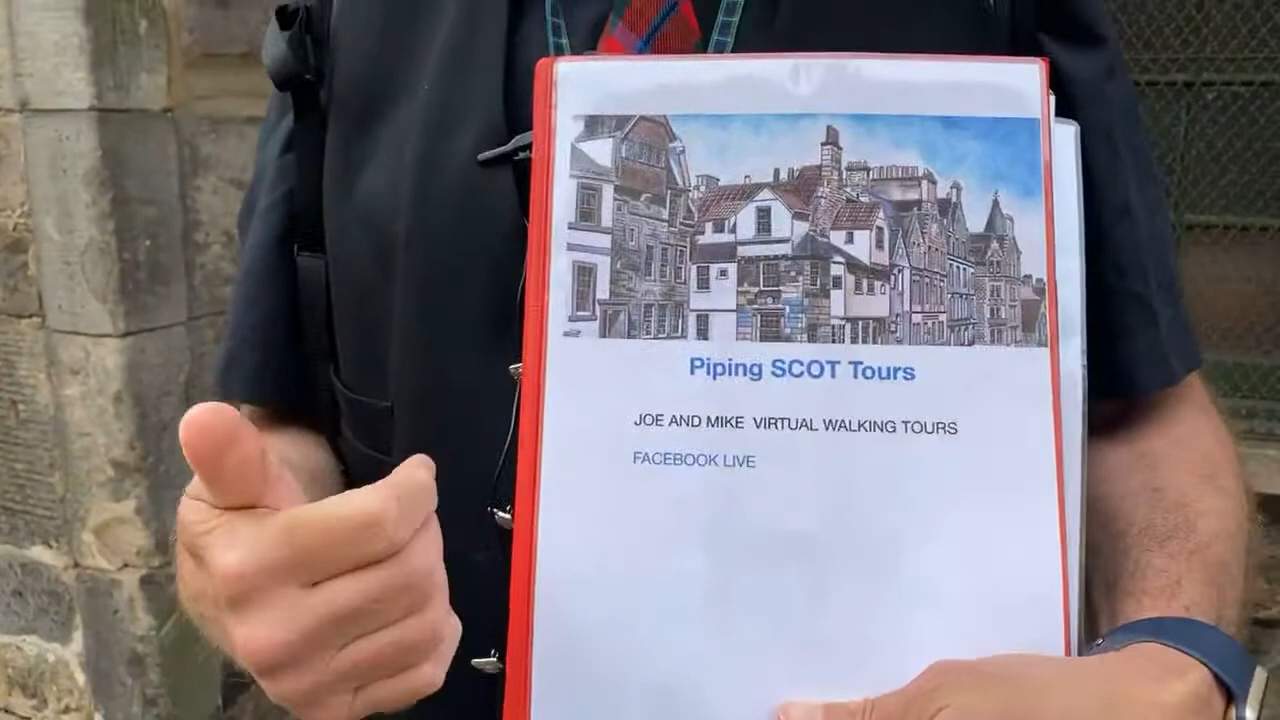 Piping SCOT Tours
JOE AND MIKE  VIRTUAL WALKING TOURS
FACEBOOK LIVE